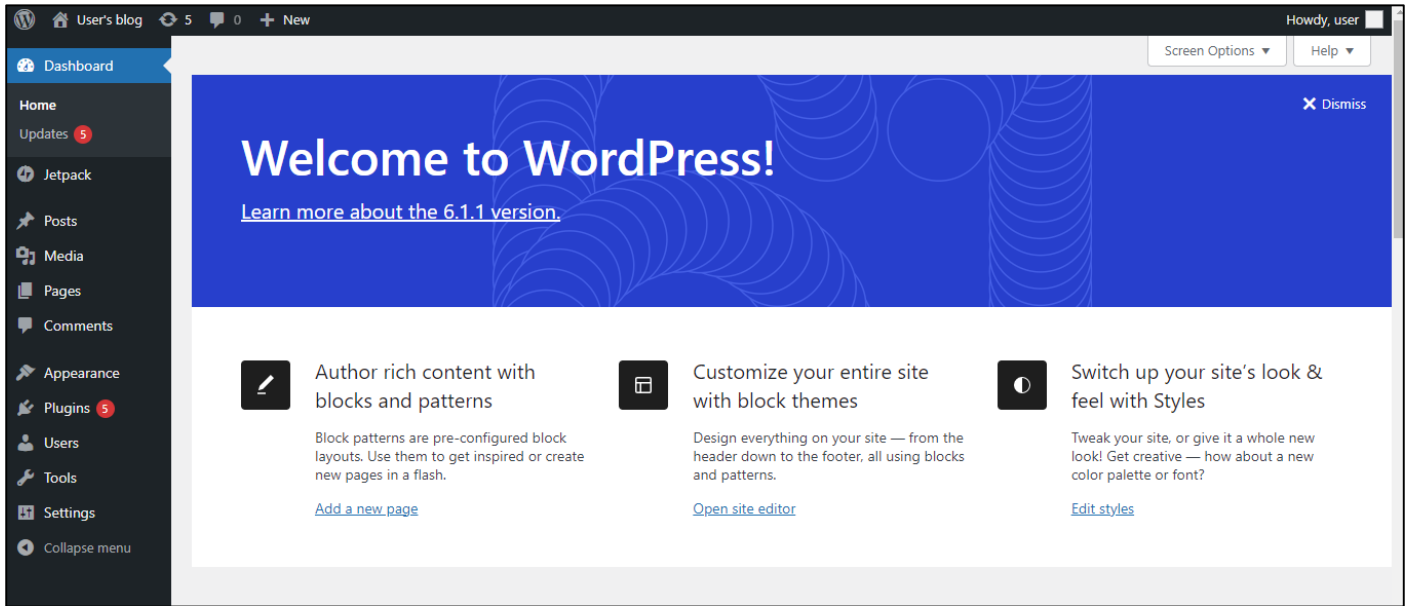 User's blog 5 0 New Howdy, user
Screen Options Help
Dashboard
Home
Updates 5
Jetpack
Posts
Media
Pages
Comments
Appearance
Plugins 5
Users
Tools
Settings
Collapse menu
Dismiss
Welcome to WordPress!
Learn more about the 6.1.1 version.
Author rich content with
blocks and patterns
Block patterns are pre-configured block
layouts. Use them to get inspired or create
new pages in a flash.
Add a new page
Customize your entire site
with block themes
Design everything on your site — from the
header down to the footer, all using blocks
and patterns.
Open site editor
Switch up your site’s look &
feel with Styles
Tweak your site, or give it a whole new
look! Get creative — how about a new
color palette or font?
Edit styles